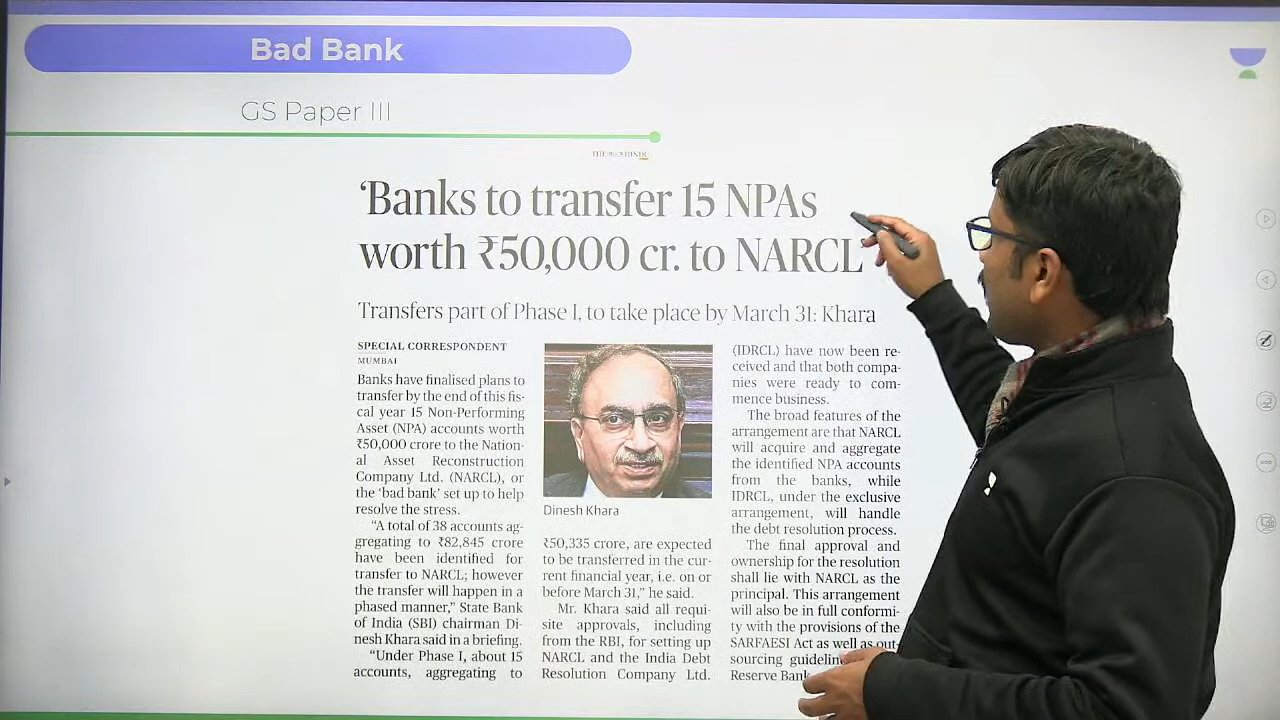 Bad Bank
GS Paper III
THE HINDU
‘Banks to transfer 15 NPAs
worth ₹50,000 cr. to NARCL’
Transfers part of Phase I, to take place by March 31: Khara
SPECIAL CORRESPONDENT
MUMBAI
Banks have finalised plans to
transfer by the end of this fis-
cal year 15 Non-Performing
Asset (NPA) accounts worth
₹50,000 crore to the Nation-
al Asset Reconstruction
Company Ltd. (NARCL), or
the ‘bad bank’ set up to help
resolve the stress.
“A total of 38 accounts ag-
gregating to ₹82,845 crore
have been identified for
transfer to NARCL; however
the transfer will happen in a
phased manner,” State Bank
of India (SBI) chairman Di-
nesh Khara said in a briefing.
“Under Phase I, about 15
accounts, aggregating to
Dinesh Khara
₹50,335 crore, are expected
to be transferred in the cur-
rent financial year, i.e. on or
before March 31,” he said.
Mr. Khara said all requi-
site approvals, including
from the RBI, for setting up
NARCL and the India Debt
Resolution Company Ltd.
(IDRCL) have now been re-
ceived and that both compa-
nies were ready to com-
mence business.
The broad features of the
arrangement are that NARCL
will acquire and aggregate
the identified NPA accounts
from the banks, while
IDRCL, under the exclusive
arrangement, will handle
the debt resolution process.
The final approval and
ownership for the resolution
shall lie with NARCL as the
principal. This arrangement
will also be in full conformi-
ty with the provisions of the
SARFAESI Act as well as out-
sourcing
Reserve Bank